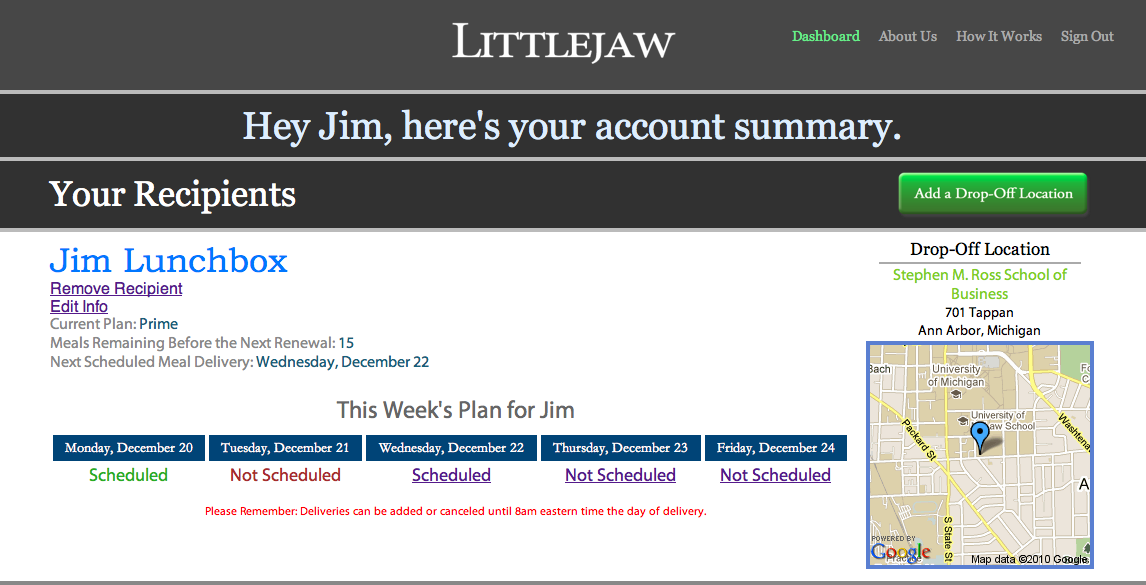 LITTLEJAW
Dashboard About Us How It Works Sign Out
Hey Jim, here's your account summary.
Your Recipients
Add a Drop-Off Location
Jim Lunchbox
Remove Recipient
Edit Info
Current Plan: Prime
Meals Remaining Before the Next Renewal: 15
Next Scheduled Meal Delivery: Wednesday, December 22
This Week's Plan for Jim
Monday, December 20 Tuesday, December 21 Wednesday, December 22 Thursday, December 23 Friday, December 24
Scheduled Not Scheduled Scheduled Not Scheduled Not Scheduled
Please Remember: Deliveries can be added or canceled until 8am eastern time the day of delivery.
Drop-Off Location
Stephen M. Ross School of
Business
701 Tappan
Ann Arbor, Michigan
University
of Michigan
University of
School
Packard St
Washtenaw
S State St
POWERED BY
Google
Map data ©2010 Google